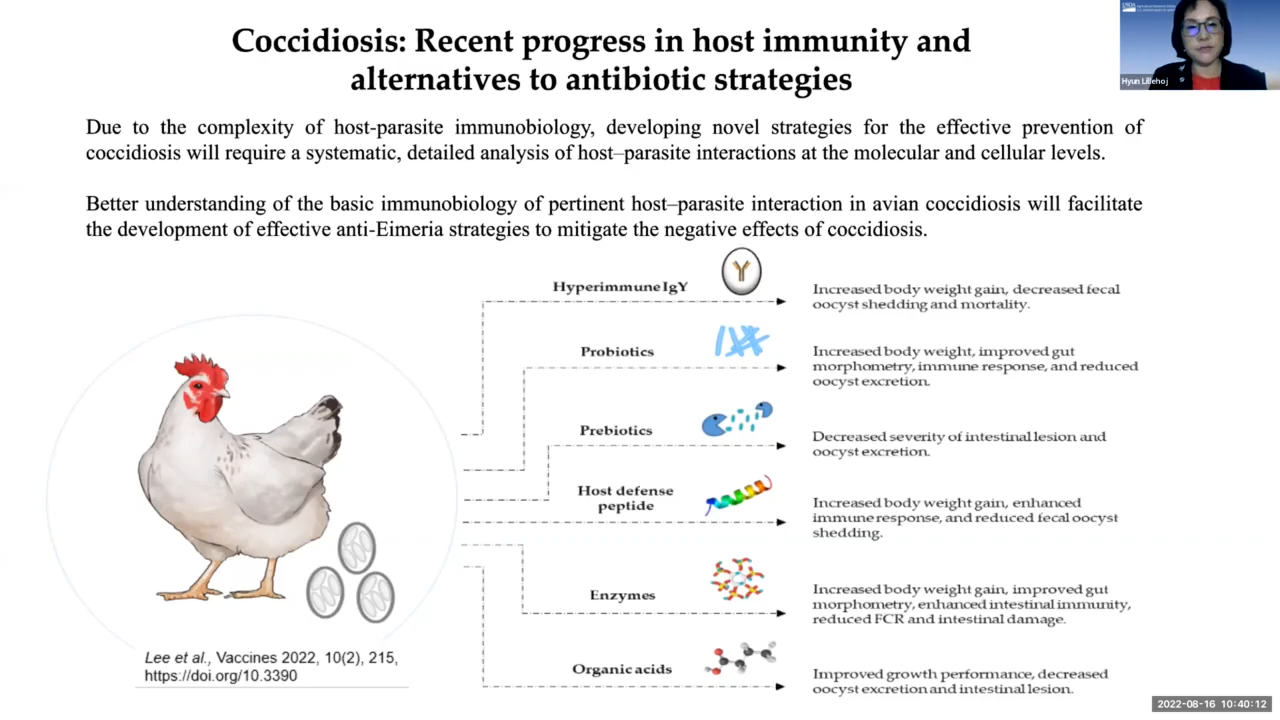 Coccidiosis: Recent progress in host immunity and
alternatives to antibiotic strategies
USDA
Hyun Lillehoj
Due to the complexity of host-parasite immunobiology, developing novel strategies for the effective prevention of
coccidiosis will require a systematic, detailed analysis of host–parasite interactions at the molecular and cellular levels.
Better understanding of the basic immunobiology of pertinent host–parasite interaction in avian coccidiosis will facilitate
the development of effective anti-Eimeria strategies to mitigate the negative effects of coccidiosis.
Hyperimmune IgY
Increased body weight gain, decreased fecal
oocyst shedding and mortality.
Probiotics
Increased body weight, improved gut
morphometry, immune response, and reduced
oocyst excretion.
Prebiotics
Decreased severity of intestinal lesion and
oocyst excretion.
Host defense
peptide
Increased body weight gain, enhanced
immune response, and reduced fecal oocyst
shedding.
Enzymes
Increased body weight gain, improved gut
morphometry, enhanced intestinal immunity,
reduced FCR and intestinal damage.
Organic acids
Improved growth performance, decreased
oocyst excretion and intestinal lesion.
Lee et al., Vaccines 2022, 10(2), 215,
https://doi.org/10.3390
2022-08-16 10:40:12